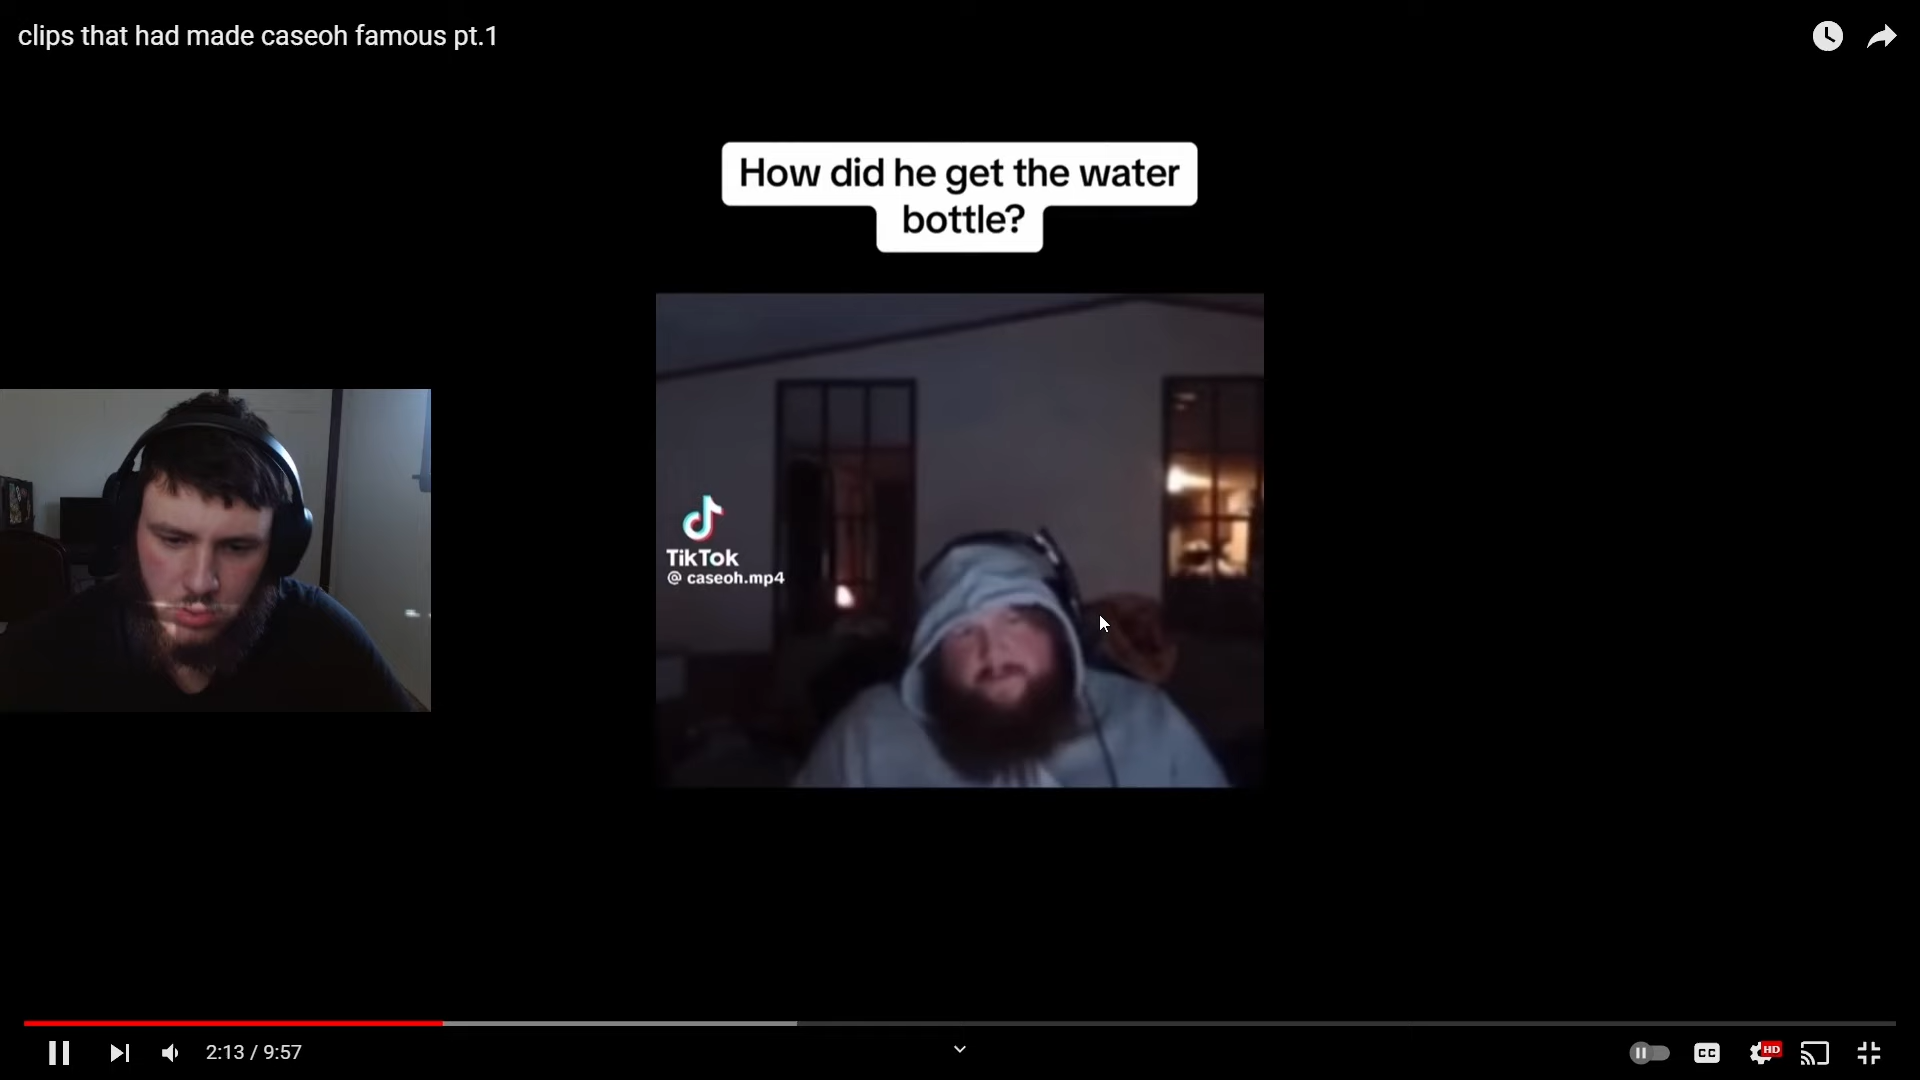 clips that had made caseoh famous pt.1
How did he get the water
bottle?
TikTok
@ caseoh.mp4
2:13 / 9:57
CC
HD